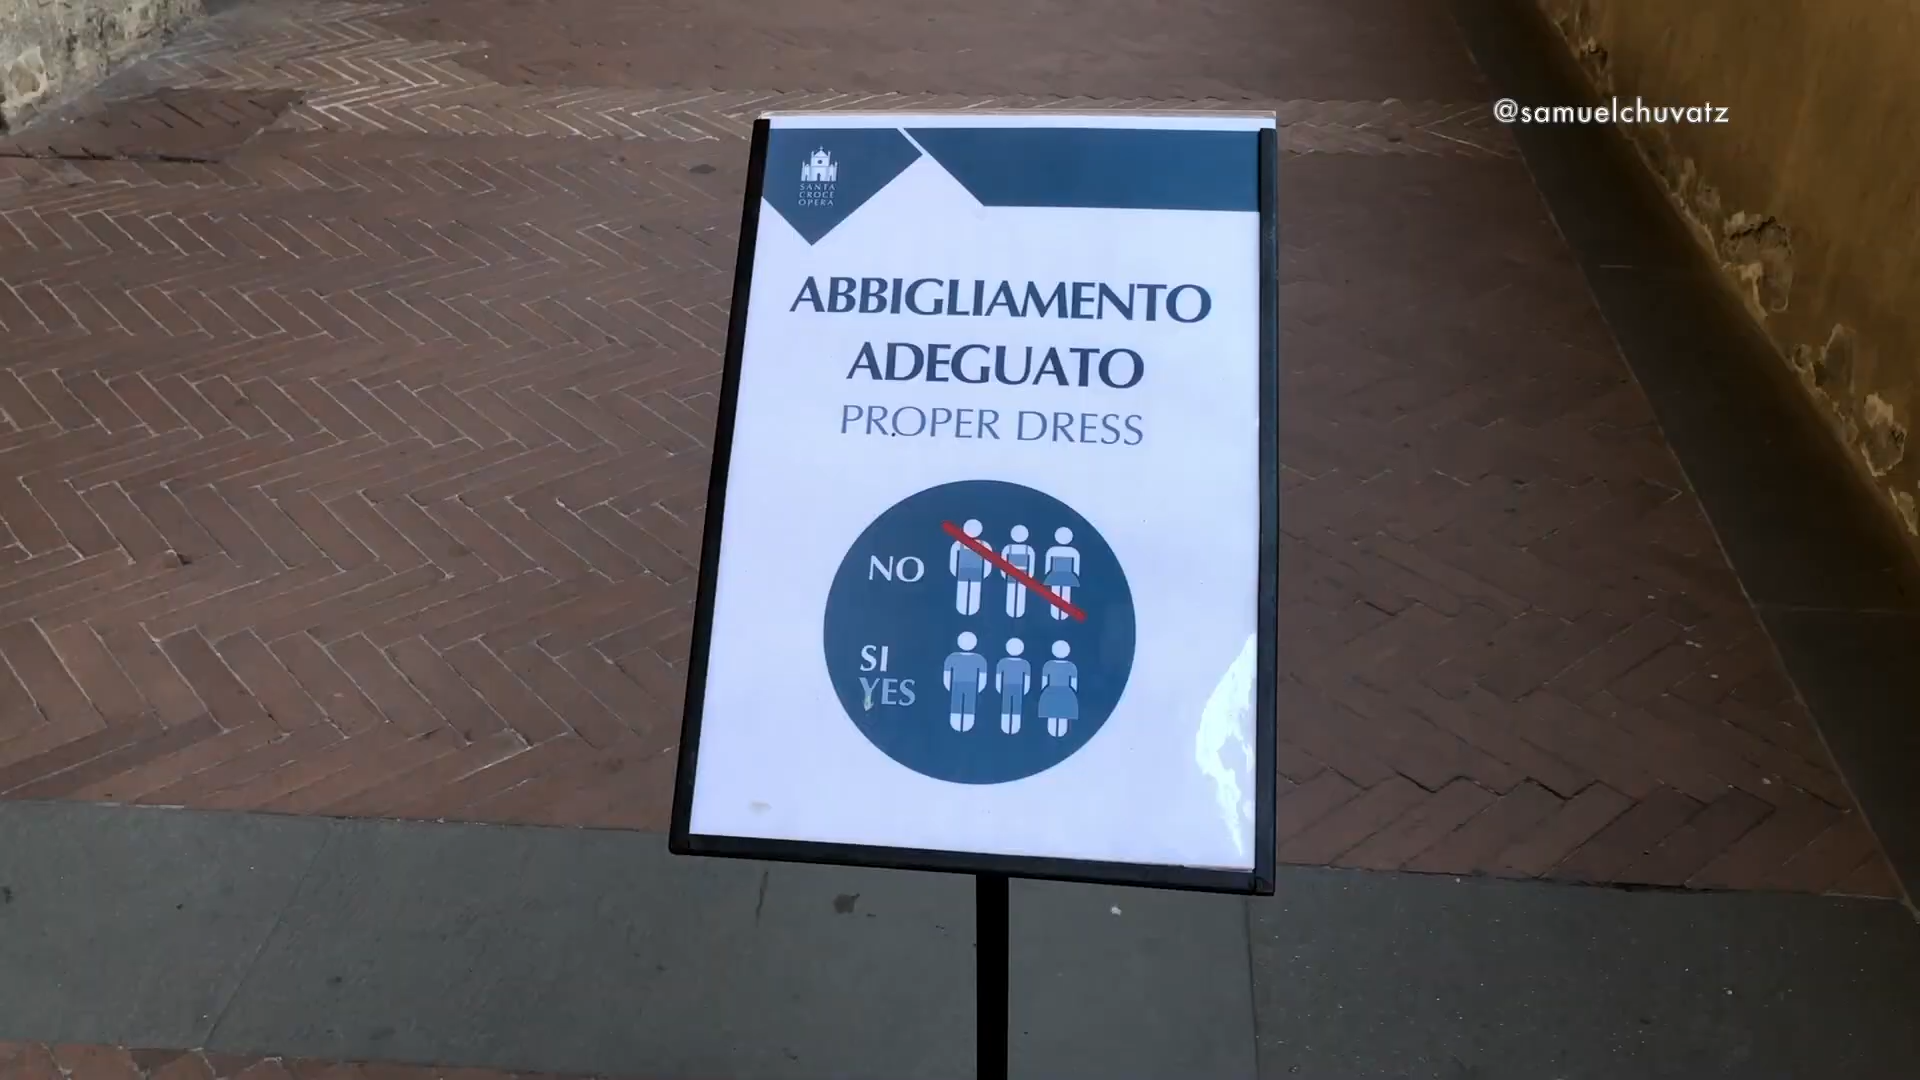 @samuelchuvatz
SANTA
CROCE
OPERA
ABBIGLIAMENTO
ADEGUATO
PROPER DRESS
NO
SI
YES